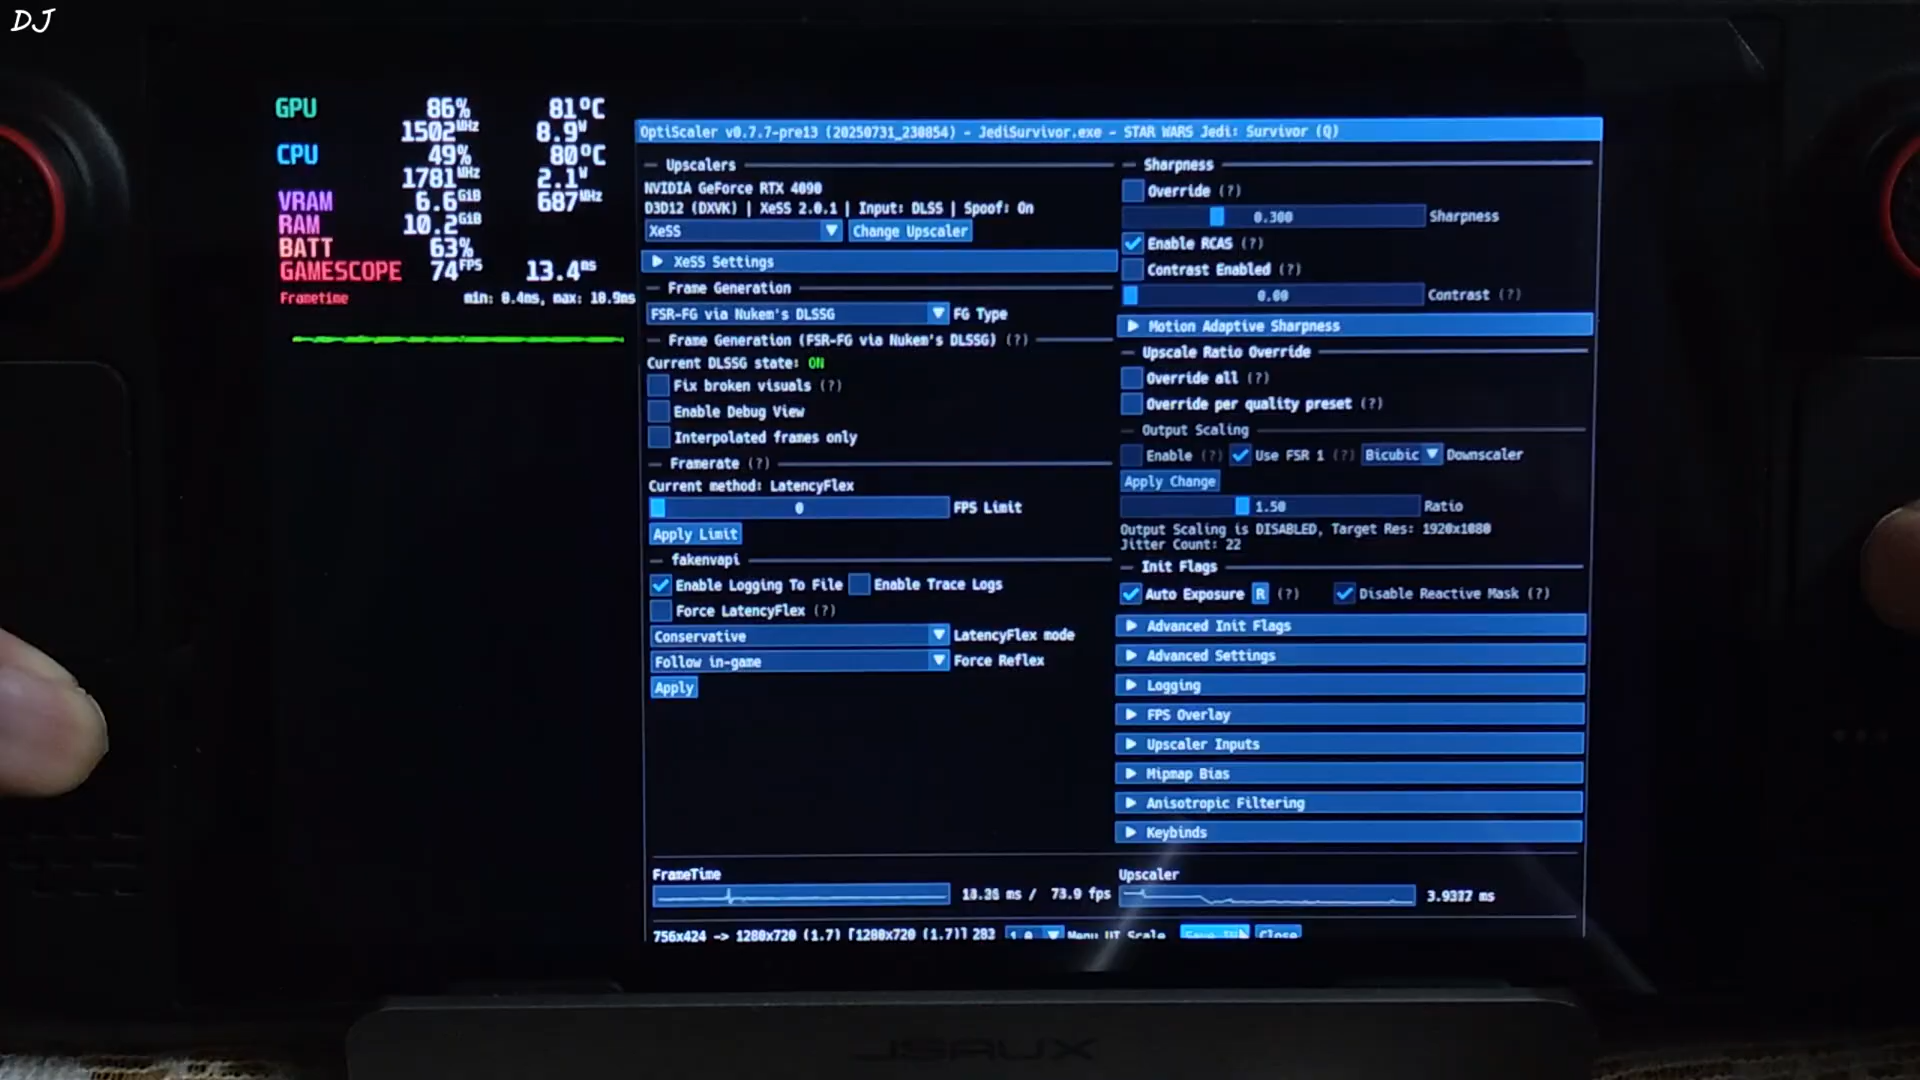 DJ
GPU 86% 81°C
1502MHz 8.9W
CPU 49% 80°C
1781MHz 2.1W
VRAM 6.6GiB 687MHz
RAM 10.2GiB
BATT 63%
GAMESCOPE 74FPS 13.4ms
Frametime min: 0.4ms, max: 18.9ms
OptiScaler v0.7.7-pre13 (20250731_230854) - JediSurvivor.exe - STAR WARS Jedi: Survivor (Q)
Upscalers
NVIDIA GeForce RTX 4090
D3D12 (DXVK) | XeSS 2.0.1 | Input: DLSS | Spoof: On
XeSS Change Upscaler
XeSS Settings
Frame Generation
FSR-FG via Nukem's DLSSG FG Type
Frame Generation (FSR-FG via Nukem's DLSSG) (?)
Current DLSSG state: ON
Fix broken visuals (?)
Enable Debug View
Interpolated frames only
Framerate (?)
Current method: LatencyFlex
0 FPS Limit
Apply Limit
fakenvapi
Enable Logging To File Enable Trace Logs
Force LatencyFlex (?)
Conservative LatencyFlex mode
Follow in-game Force Reflex
Apply
Sharpness
Override (?)
0.300 Sharpness
Enable RCAS (?)
Contrast Enabled (?)
0.00 Contrast (?)
Motion Adaptive Sharpness
Upscale Ratio Override
Override all (?)
Override per quality preset (?)
Output Scaling
Enable (?) Use FSR 1 (?) Bicubic Downscaler
Apply Change
1.50 Ratio
Output Scaling is DISABLED, Target Res: 1920x1080
Jitter Count: 22
Init Flags
Auto Exposure R (?) Disable Reactive Mask (?)
Advanced Init Flags
Advanced Settings
Logging
FPS Overlay
Upscaler Inputs
Mipmap Bias
Anisotropic Filtering
Keybinds
FrameTime
ms / 73.9 fps
Upscaler
ms
756x424 -> 1280x720 (1.7) [1280x720 (1.7)] 283 1.0 Menu UI Scale Close
JSAUX